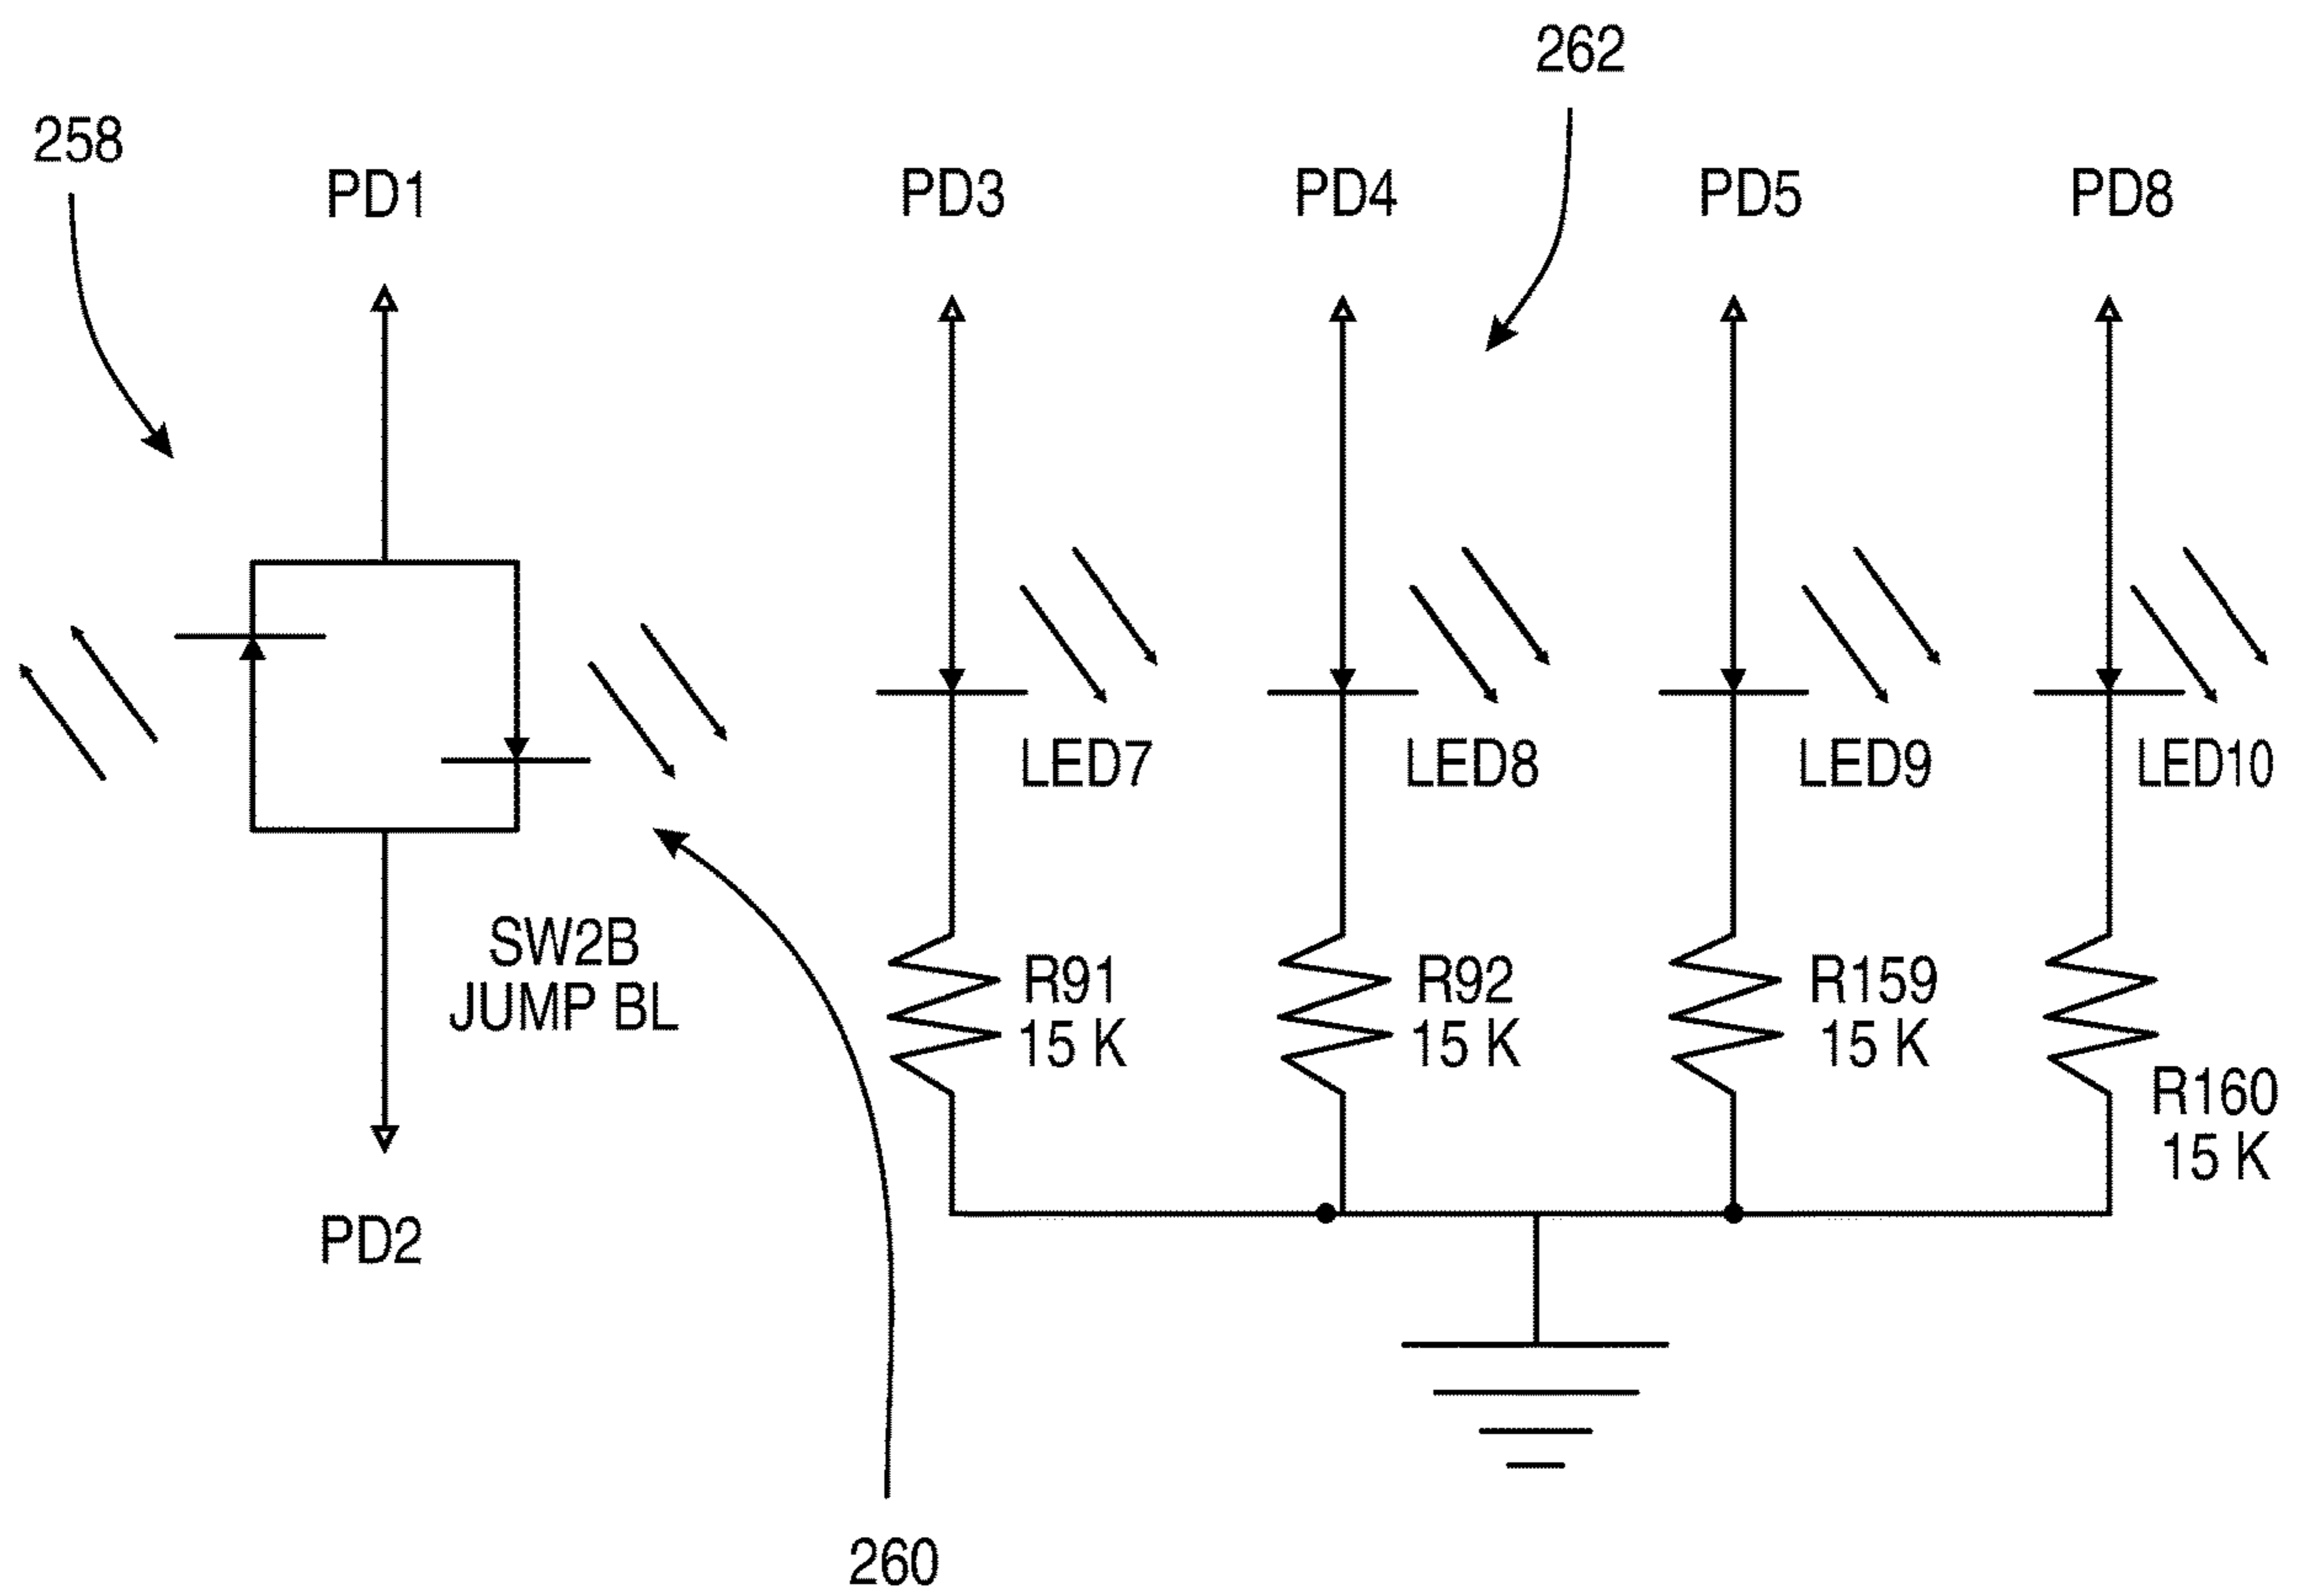 262
258
PD1
PD3
PD4
PD5
PD8
LED7
LED8
LED9
LED10
SW2B
JUMP BL
R91
15 K
R92
15 K
R159
15 K
R160
15 K
PD2
260